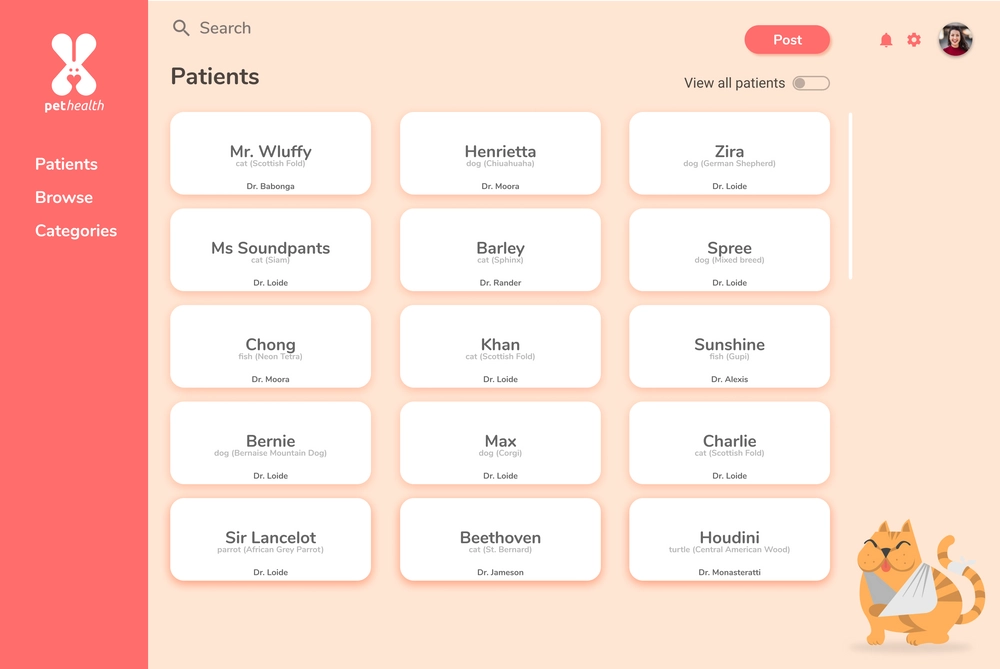 Search
Post
pethealth
Patients
View all patients
Patients
Browse
Categories
Mr. Wluffy
cat (Scottish Fold)
Dr. Babonga
Henrietta
dog (Chiuahuaha)
Dr. Moora
Zira
dog (German Shepherd)
Dr. Loide
Ms Soundpants
cat (Siam)
Dr. Loide
Barley
cat (Sphinx)
Dr. Rander
Spree
dog (Mixed breed)
Dr. Loide
Chong
fish (Neon Tetra)
Dr. Moora
Khan
cat (Scottish Fold)
Dr. Loide
Sunshine
fish (Gupi)
Dr. Alexis
Bernie
dog (Bernaise Mountain Dog)
Dr. Loide
Max
dog (Corgi)
Dr. Loide
Charlie
cat (Scottish Fold)
Dr. Loide
Sir Lancelot
parrot (African Grey Parrot)
Dr. Loide
Beethoven
cat (St. Bernard)
Dr. Jameson
Houdini
turtle (Central American Wood)
Dr. Monasteratti